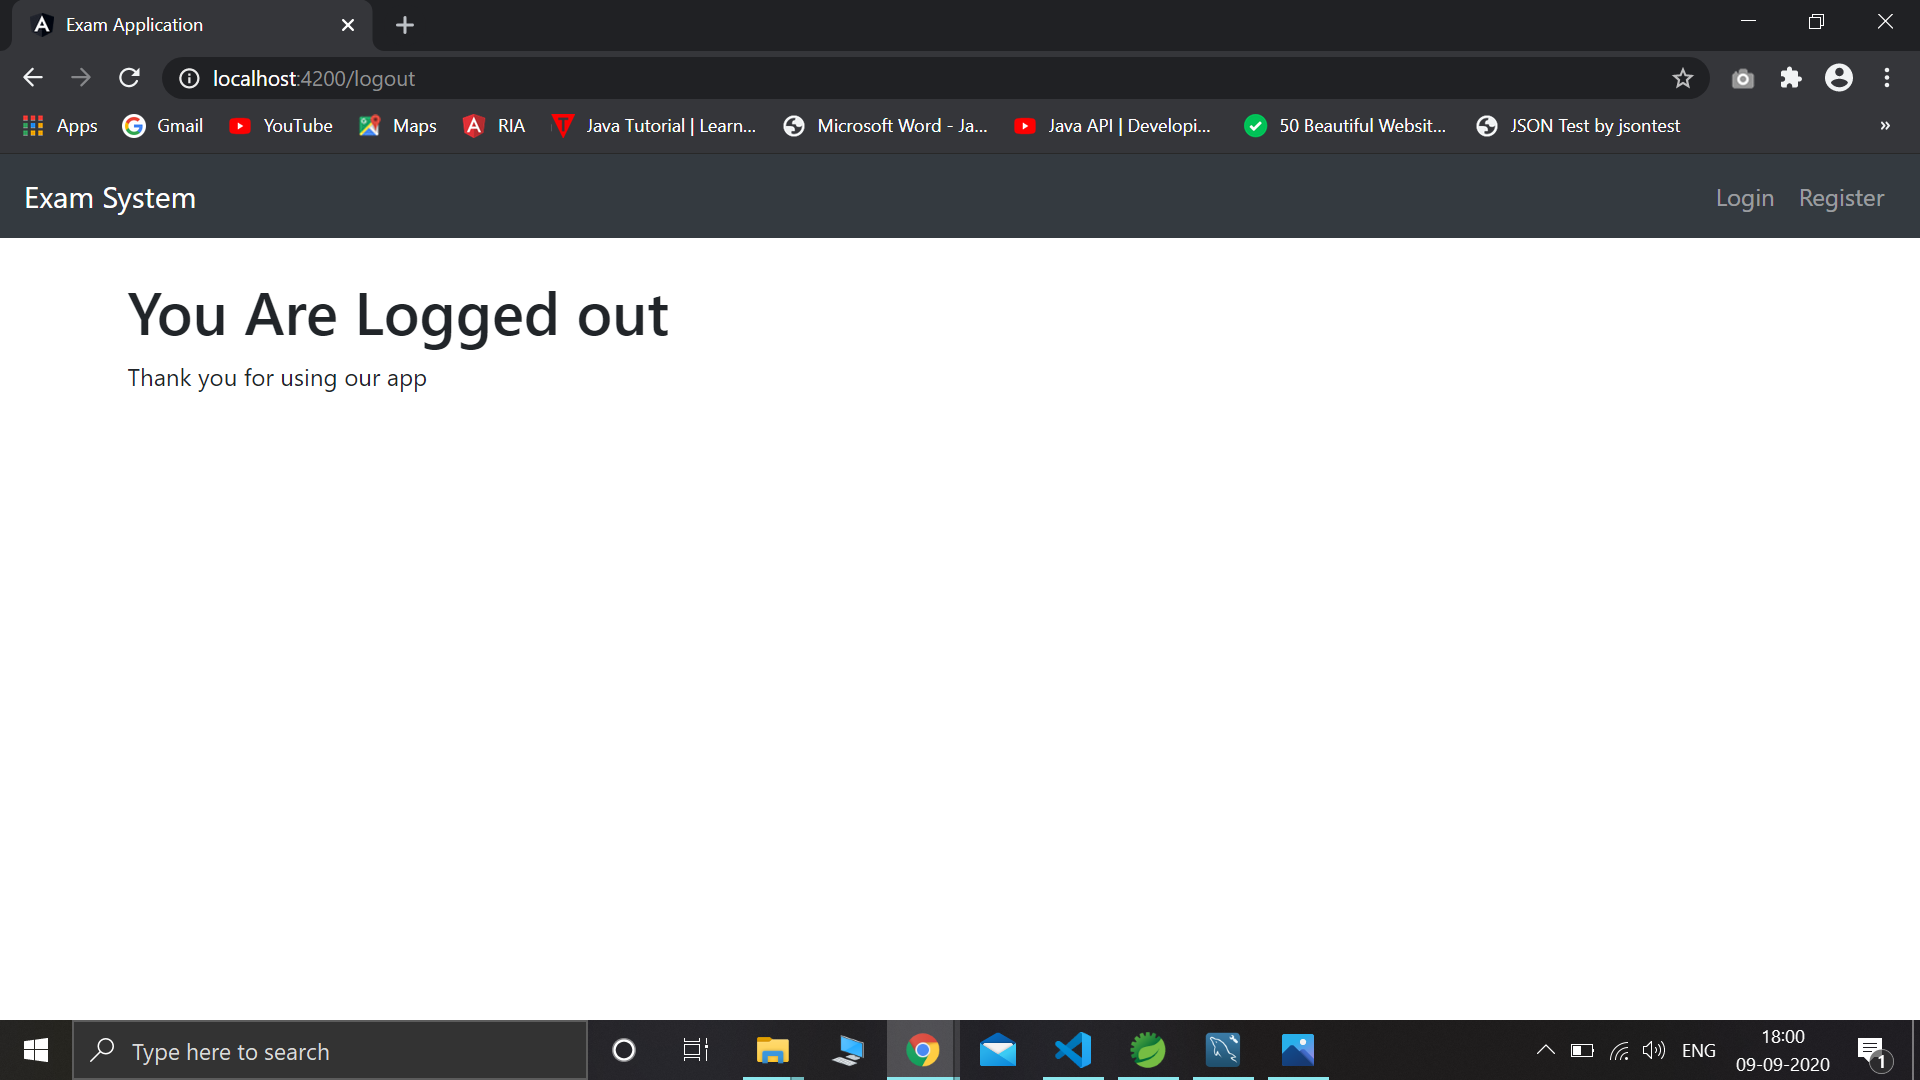 Exam Application
localhost:4200/logout
Apps Gmail YouTube Maps RIA Java Tutorial | Learn... Microsoft Word - Ja... Java API | Developi... 50 Beautiful Websit... JSON Test by jsontest »
Exam System Login Register
You Are Logged out
Thank you for using our app
Type here to search
ENG
18:00
09-09-2020
1